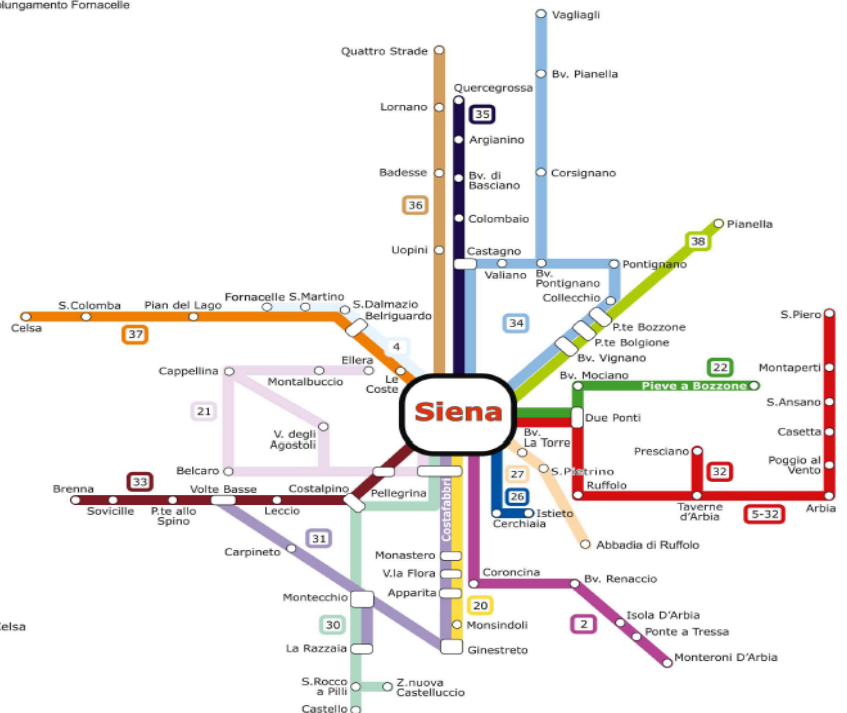 olungamento Fornacelle
Vagliagli
Quattro Strade
Bv. Pianella
Quercegrossa
35
Lornano
Argianino
Badesse
Bv. di
Basciano
Corsignano
36
Colombaio
38
Pianella
Uopini
Castagno
Valiano
Bv.
Pontignano
Pontignano
Collecchio
Fornacelle
S.Martino
S.Colomba
Pian del Lago
S.Dalmazio
Belriguardo
Celsa
37
34
S.Piero
P.te Bozzone
P.te Bolgione
4
Bv. Vignano
Ellera
Cappellina
Montalbuccio
Le
Coste
Bv. Mociano
22
Pieve a Bozzone
Montaperti
21
Siena
Due Ponti
S.Ansano
V. degli
Agostoli
Bv.
La Torre
Casetta
Presciano
Belcaro
27
S.Pietrino
32
Poggio al
Vento
33
Brenna
Volte Basse
Costalpino
Pellegrina
26
Ruffolo
Sovicille
P.te allo
Spino
Leccio
Costafabbri
Cerchiaia
Istieto
Taverne
d'Arbia
5-32
Arbia
31
Carpineto
Monastero
Abbadia di Ruffolo
V.la Flora
Coroncina
Bv. Renaccio
Montecchio
Apparita
20
30
Monsindoli
2
Isola D'Arbia
Ponte a Tressa
elsa
La Razzaia
Ginestreto
Monteroni D'Arbia
S.Rocco
a Pilli
Z.nuova
Castelluccio
Castello